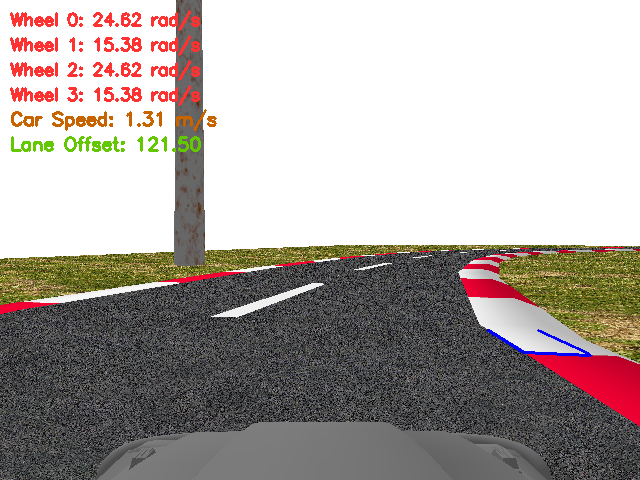 Wheel 0: 24.62 rad/s
Wheel 1: 15.38 rad/s
Wheel 2: 24.62 rad/s
Wheel 3: 15.38 rad/s
Car Speed: 1.31 m/s
Lane Offset: 121.50